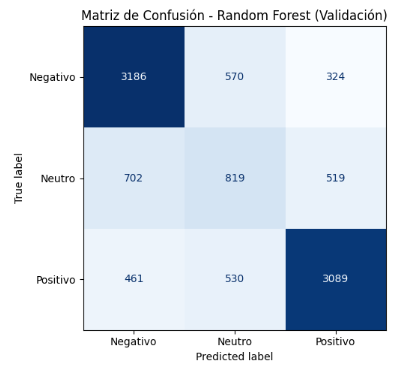 Matriz de Confusión - Random Forest (Validación)
True label
Negativo 3186 570 324
Neutro 702 819 519
Positivo 461 530 3089
Negativo Neutro Positivo
Predicted label